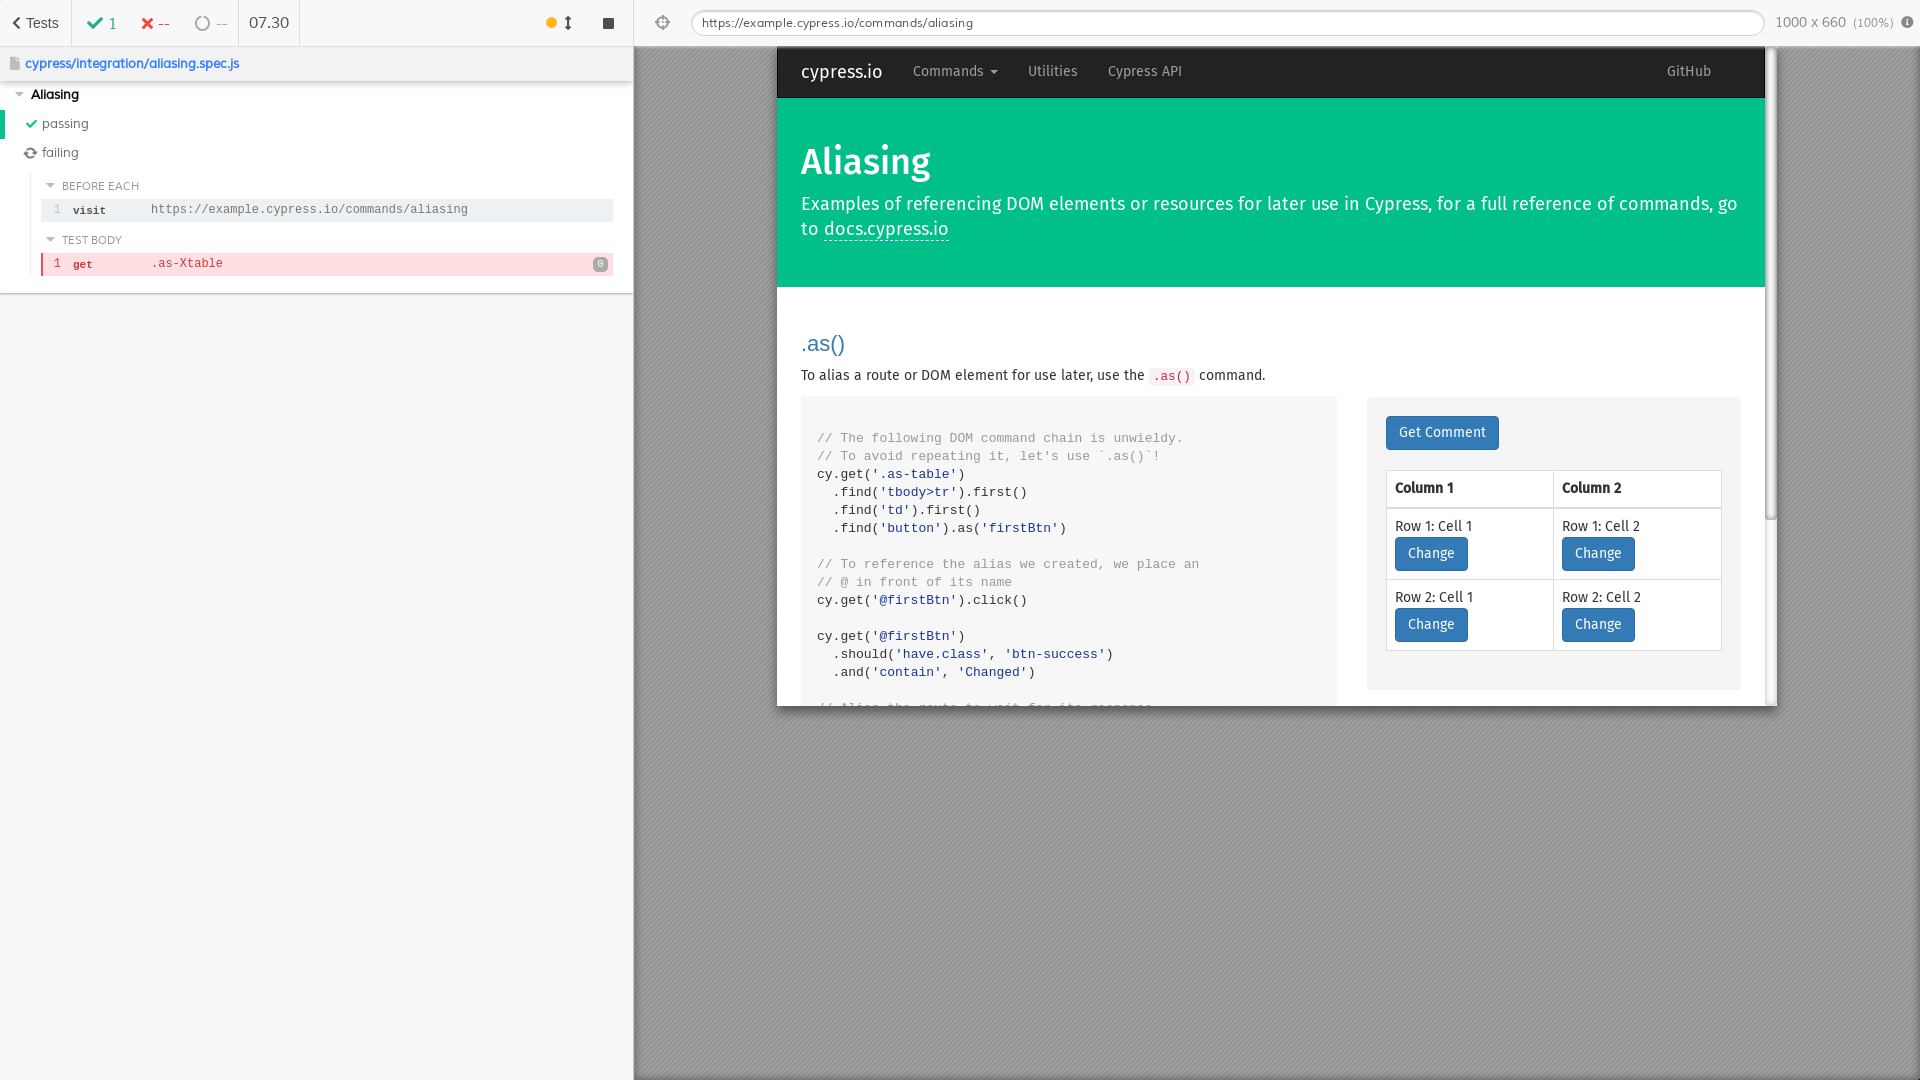 Tests 1 -- -- 07.30
cypress/integration/aliasing.spec.js
Aliasing
passing
failing
BEFORE EACH
1 visit https://example.cypress.io/commands/aliasing
TEST BODY
1 get .as-Xtable 0
https://example.cypress.io/commands/aliasing 1000 x 660 (100%)
cypress.io Commands Utilities Cypress API GitHub
Aliasing
Examples of referencing DOM elements or resources for later use in Cypress, for a full reference of commands, go
to docs.cypress.io
.as()
To alias a route or DOM element for use later, use the .as() command.
// The following DOM command chain is unwieldy.
// To avoid repeating it, let's use `.as()`!
cy.get('.as-table')
.find('tbody>tr').first()
.find('td').first()
.find('button').as('firstBtn')
// To reference the alias we created, we place an
// @ in front of its name
cy.get('@firstBtn').click()
cy.get('@firstBtn')
.should('have.class', 'btn-success')
.and('contain', 'Changed')
// Alias the route to wait for its response
Get Comment
Column 1 Column 2
Row 1: Cell 1 Row 1: Cell 2
Change Change
Row 2: Cell 1 Row 2: Cell 2
Change Change